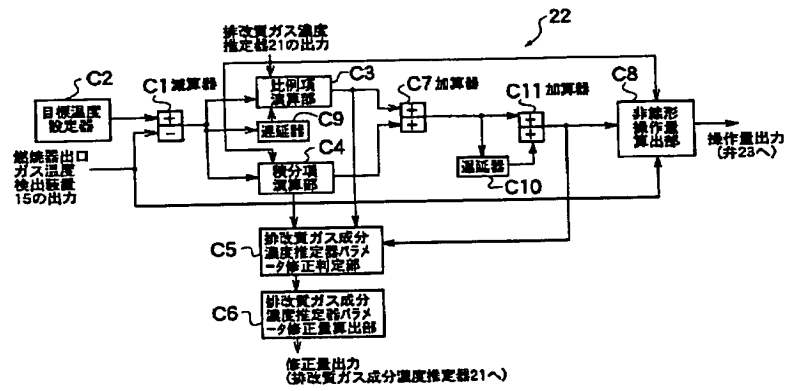 22
排改質ガス濃度
推定器21の出力
C2
C1減算器
C3
C7加算器
C11加算器
C8
目標温度
設定器
+
−
比例項
演算部
C9
遅延器
C4
積分項
演算部
+
+
+
+
遅延器
C10
非線形
操作量
算出部
操作量出力
(弁23へ)
燃焼器出口
ガス温度
検出装置
15の出力
C5
排改質ガス成分
濃度推定器パラメ
ータ修正判定部
C6
排改質ガス成分
濃度推定器パラメ
ータ修正量算出部
修正量出力
(排改質ガス成分濃度推定器21へ)